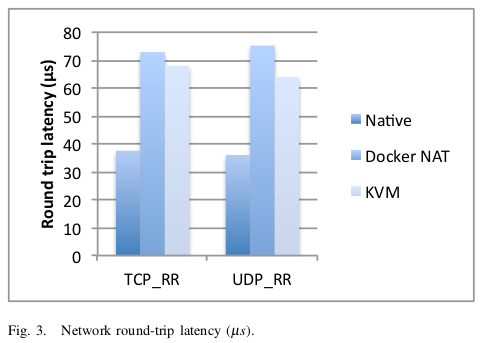 80
70
60
50
40
30
20
10
0
Round trip latency (µs)
TCP_RR UDP_RR
Native
Docker NAT
KVM
Fig. 3. Network round-trip latency (µs).